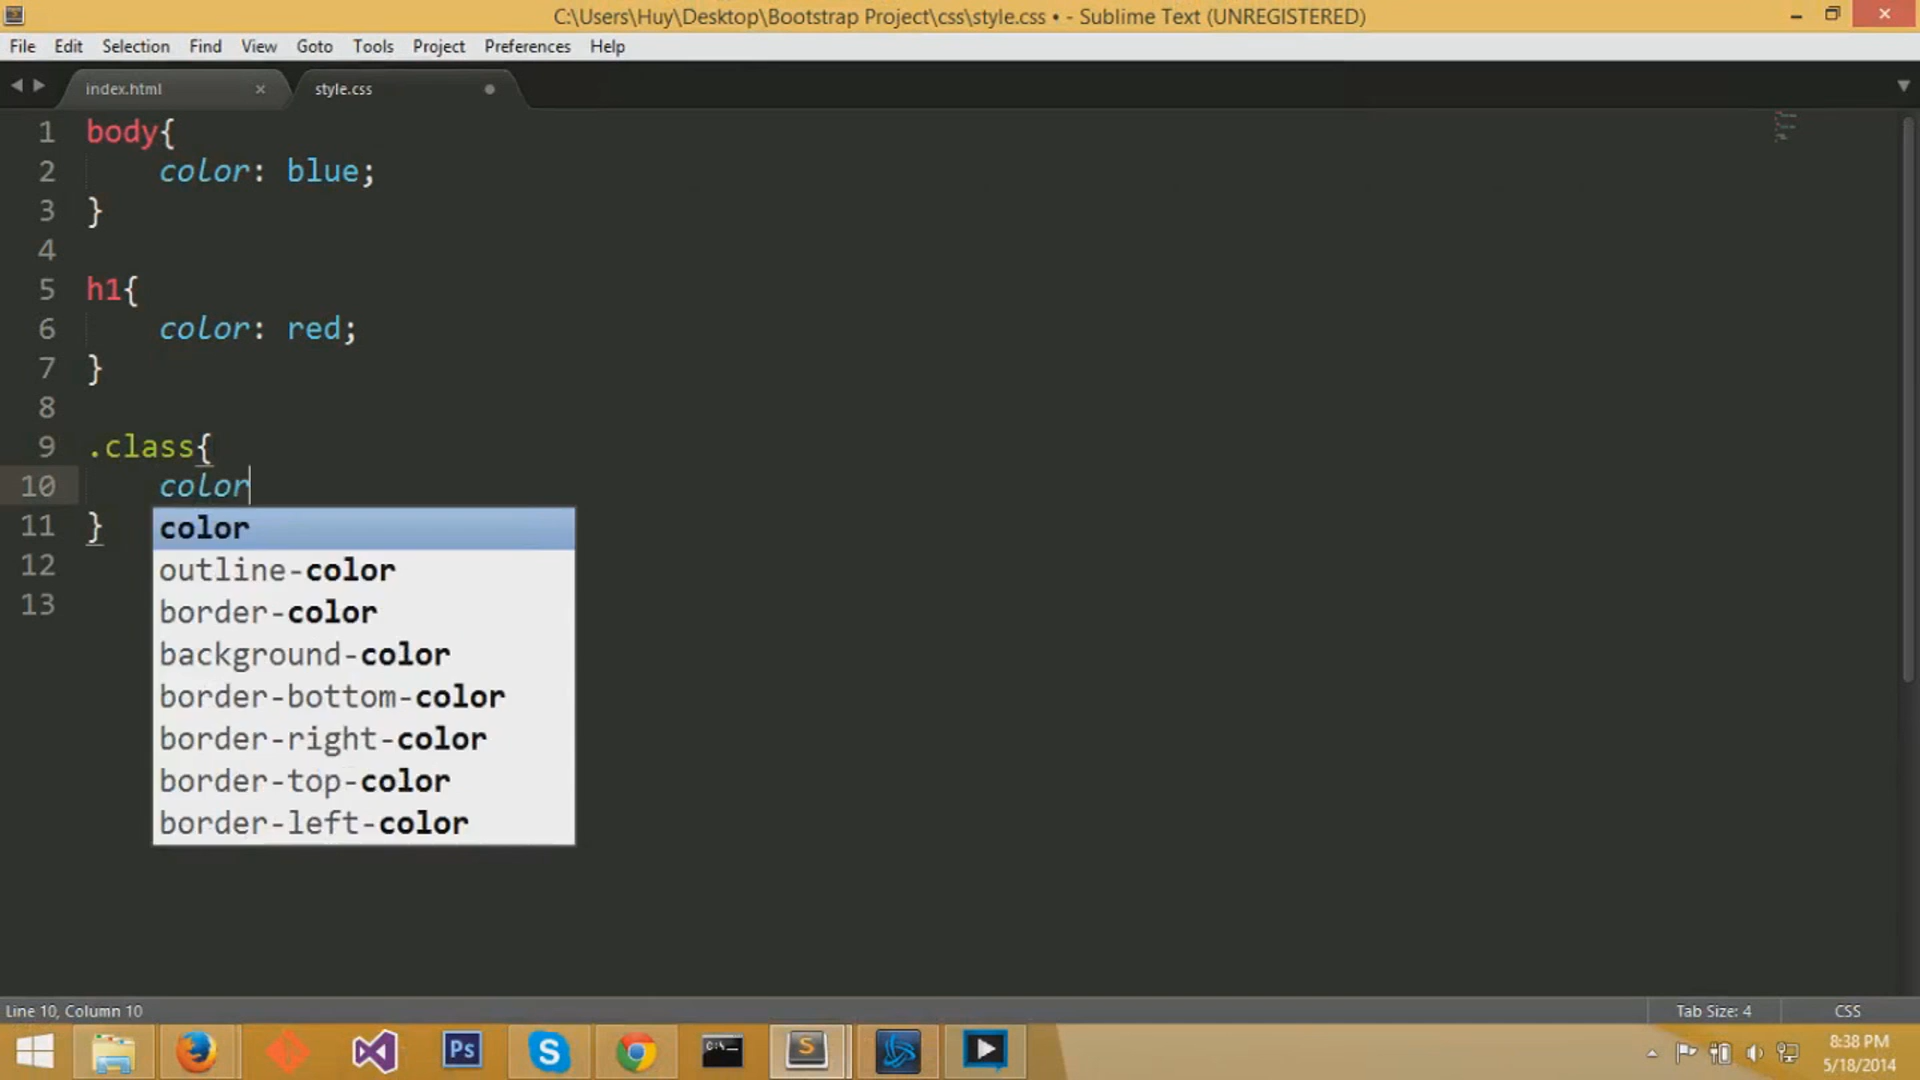 C:\Users\Huy\Desktop\Bootstrap Project\css\style.css • - Sublime Text (UNREGISTERED)
File Edit Selection Find View Goto Tools Project Preferences Help
index.html × style.css
1 body{
2 color: blue;
3 }
4
5 h1{
6 color: red;
7 }
8
9 .class{
10 color
11 }
12
13
color
outline-color
border-color
background-color
border-bottom-color
border-right-color
border-top-color
border-left-color
Line 10, Column 10 Tab Size: 4 CSS
Ps S C:\_ S
8:38 PM
5/18/2014